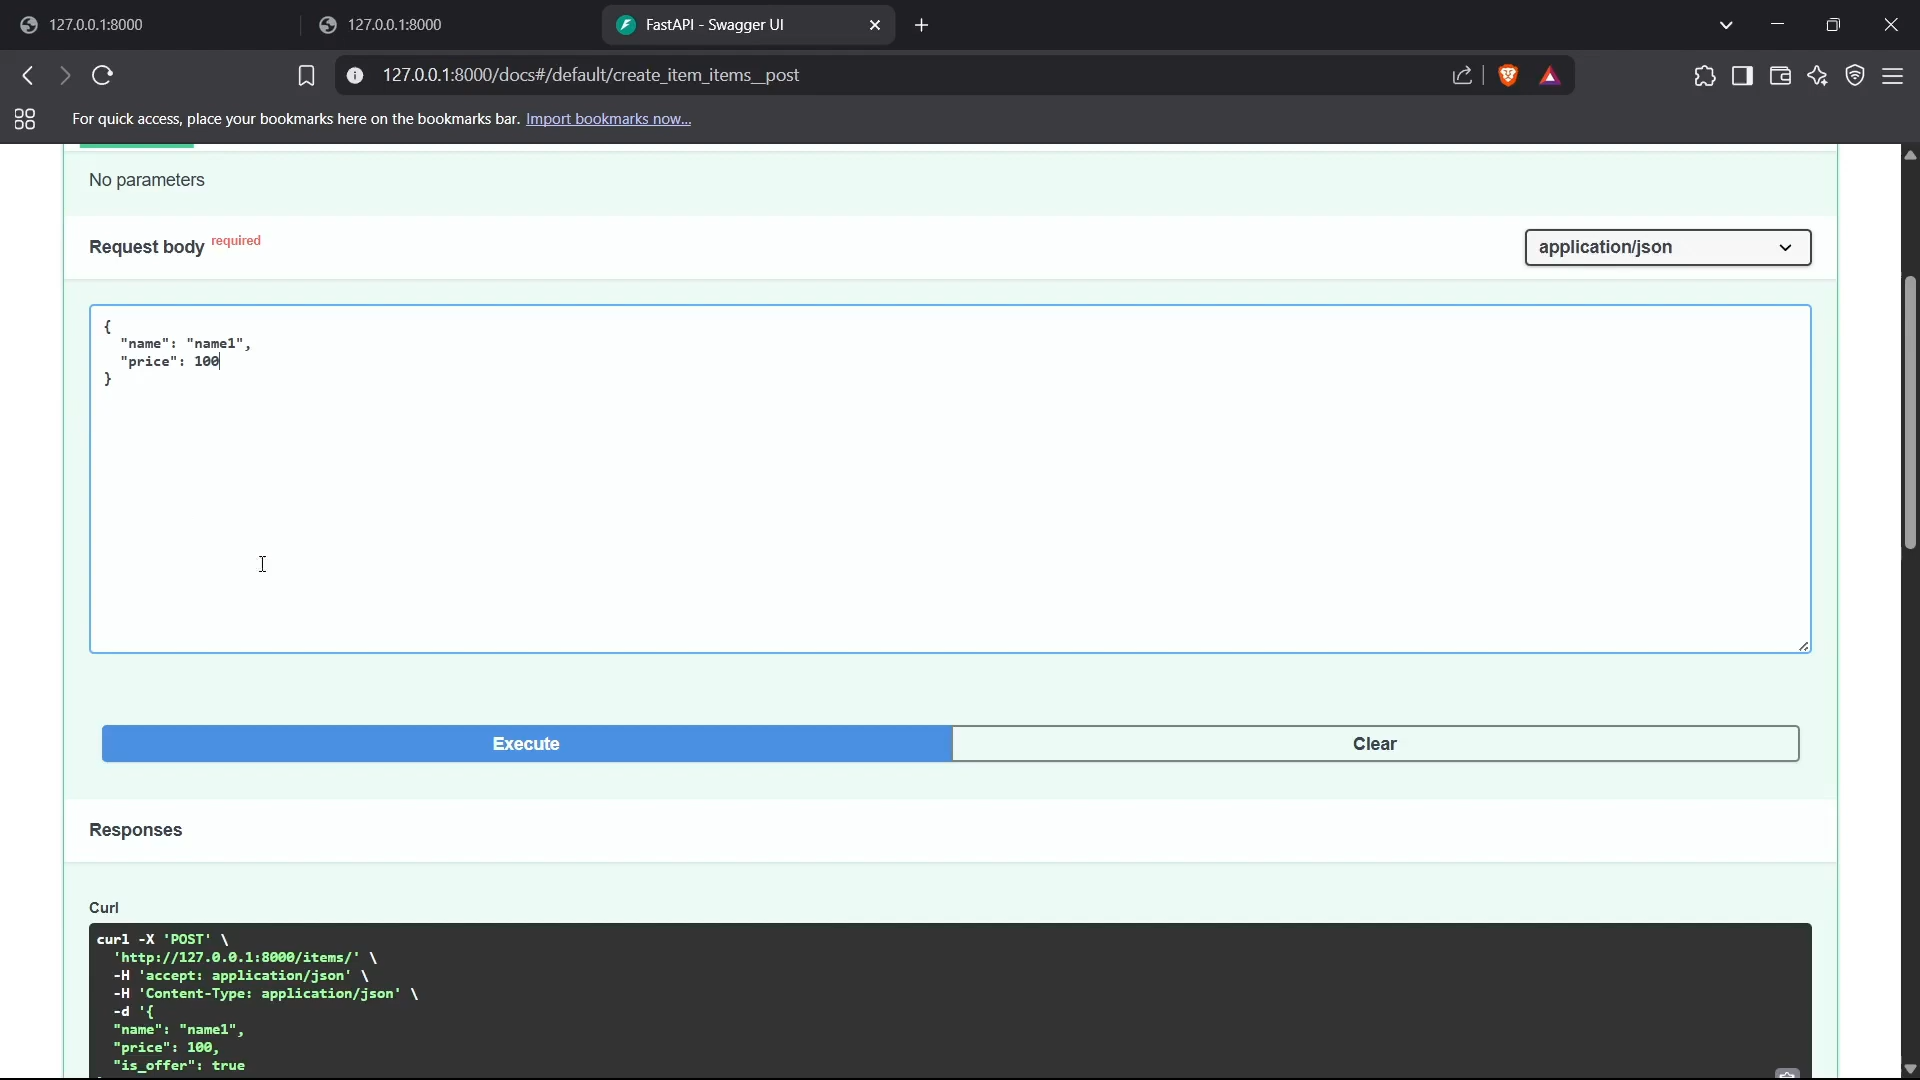 127.0.0.1:8000
127.0.0.1:8000
FastAPI - Swagger UI
127.0.0.1:8000/docs#/default/create_item_items__post
For quick access, place your bookmarks here on the bookmarks bar. Import bookmarks now...
No parameters
Request body required
application/json
{
  "name": "name1",
  "price": 100
}
Execute
Clear
Responses
Curl
curl -X 'POST' \
  'http://127.0.0.1:8000/items/' \
  -H 'accept: application/json' \
  -H 'Content-Type: application/json' \
  -d '{
  "name": "name1",
  "price": 100,
  "is_offer": true